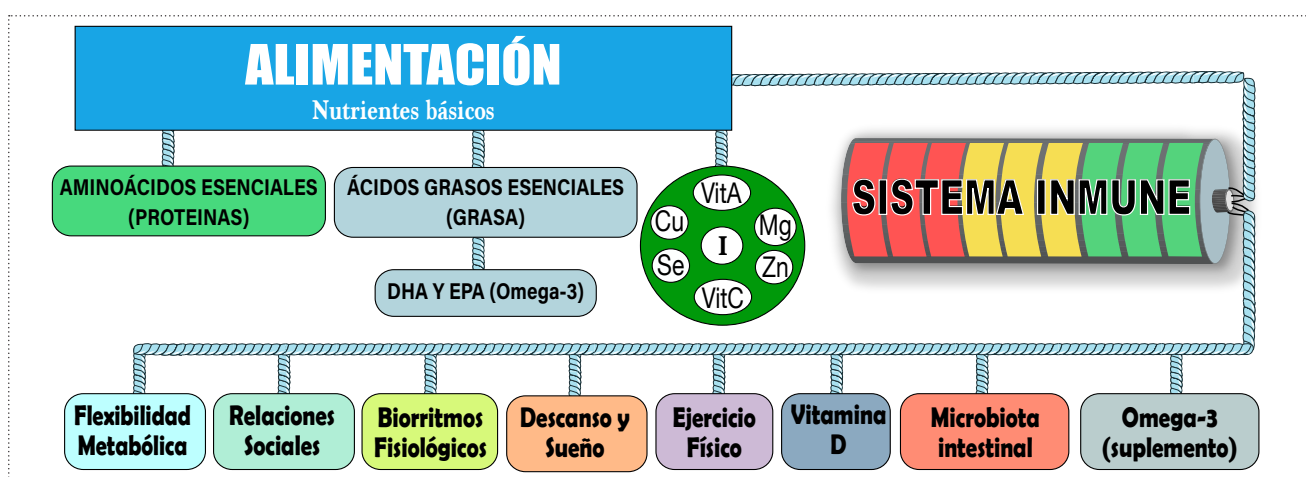 ALIMENTACIÓN
Nutrientes básicos
AMINOÁCIDOS ESENCIALES
(PROTEINAS)
ÁCIDOS GRASOS ESENCIALES
(GRASA)
DHA Y EPA (Omega-3)
VitA
Cu
Mg
I
Se
Zn
VitC
SISTEMA INMUNE
Flexibilidad
Metabólica
Relaciones
Sociales
Biorritmos
Fisiológicos
Descanso y
Sueño
Ejercicio
Físico
Vitamina
D
Microbiota
intestinal
Omega-3
(suplemento)